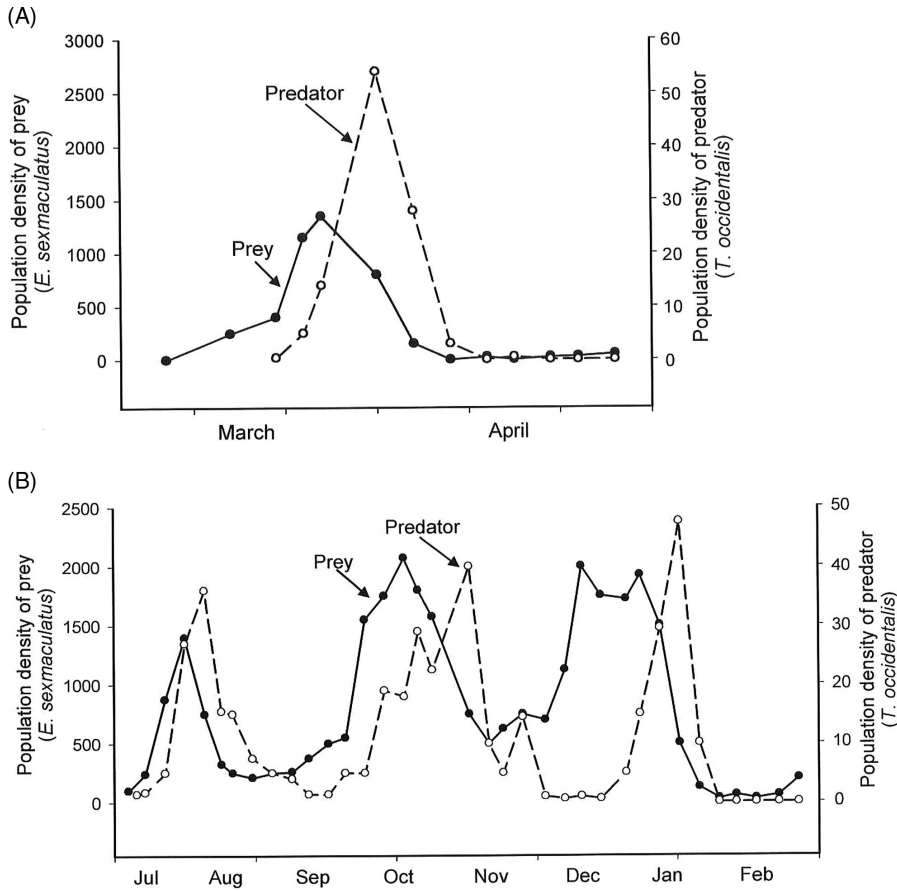 (A)
3000
2500
2000
1500
1000
500
0
Population density of prey
(E. sexmaculatus)
60
50
40
30
20
10
0
Population density of predator
(T. occidentalis)
Predator
Prey
March
April
(B)
2500
2000
1500
1000
500
0
Population density of prey
(E. sexmaculatus)
50
40
30
20
10
0
Population density of predator
(T. occidentalis)
Predator
Prey
Jul Aug Sep Oct Nov Dec Jan Feb